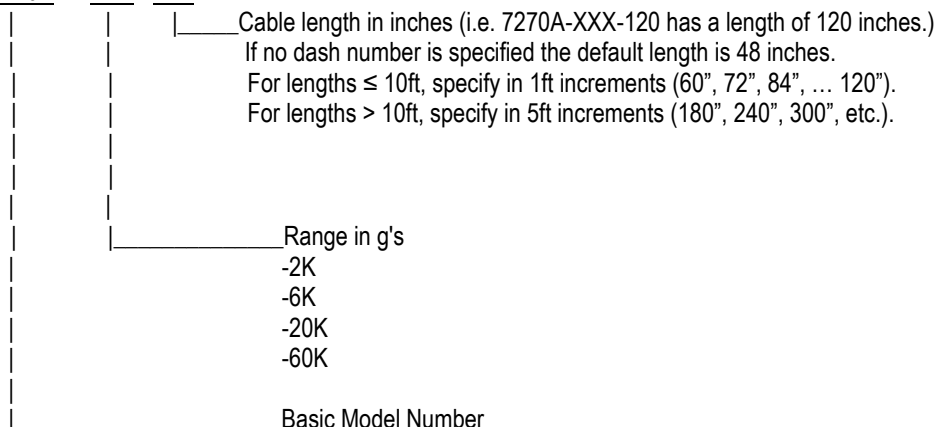 Cable length in inches (i.e. 7270A-XXX-120 has a length of 120 inches.)
If no dash number is specified the default length is 48 inches.
For lengths ≤ 10ft, specify in 1ft increments (60”, 72”, 84”, … 120”).
For lengths > 10ft, specify in 5ft increments (180”, 240”, 300”, etc.).
Range in g's
-2K
-6K
-20K
-60K
Basic Model Number